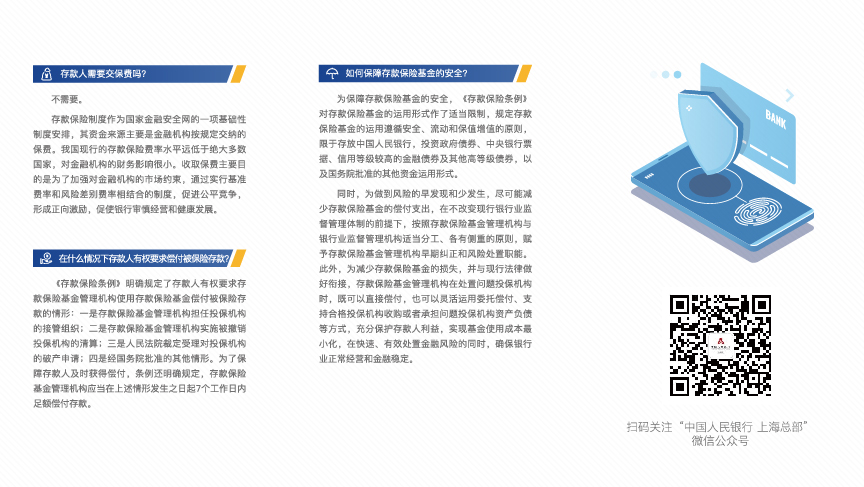 存款人需要交保费吗?
不需要。
存款保险制度作为国家金融安全网的一项基础性
制度安排，其资金来源主要是金融机构按规定交纳的
保费。我国现行的存款保险费率水平远低于绝大多数
国家，对金融机构的财务影响很小。收取保费主要目
的是为了加强对金融机构的市场约束，通过实行基准
费率和风险差别费率相结合的制度，促进公平竞争，
形成正向激励，促使银行审慎经营和健康发展。
在什么情况下存款人有权要求偿付被保险存款?
《存款保险条例》明确规定了存款人有权要求存
款保险基金管理机构使用存款保险基金偿付被保险存
款的情形：一是存款保险基金管理机构担任投保机构
的接管组织；二是存款保险基金管理机构实施被撤销
投保机构的清算；三是人民法院裁定受理对投保机构
的破产申请；四是经国务院批准的其他情形。为了保
障存款人及时获得偿付，条例还明确规定，存款保险
基金管理机构应当在上述情形发生之日起7个工作日内
足额偿付存款。
如何保障存款保险基金的安全?
为保障存款保险基金的安全，《存款保险条例》
对存款保险基金的运用形式作了适当限制，规定存款
保险基金的运用遵循安全、流动和保值增值的原则，
限于存放中国人民银行，投资政府债券、中央银行票
据、信用等级较高的金融债券及其他高等级债券，以
及国务院批准的其他资金运用形式。
同时，为做到风险的早发现和少发生，尽可能减
少存款保险基金的偿付支出，在不改变现行银行业监
督管理体制的前提下，按照存款保险基金管理机构与
银行业监督管理机构适当分工、各有侧重的原则，赋
予存款保险基金管理机构早期纠正和风险处置职能。
此外，为减少存款保险基金的损失，并与现行法律做
好衔接，存款保险基金管理机构在处置问题投保机构
时，既可以直接偿付，也可以灵活运用委托偿付、支
持合格投保机构收购或者承担问题投保机构资产负债
等方式，充分保护存款人利益，实现基金使用成本最
小化，在快速、有效处置金融风险的同时，确保银行
业正常经营和金融稳定。
BANK
扫码关注“中国人民银行 上海总部”
微信公众号